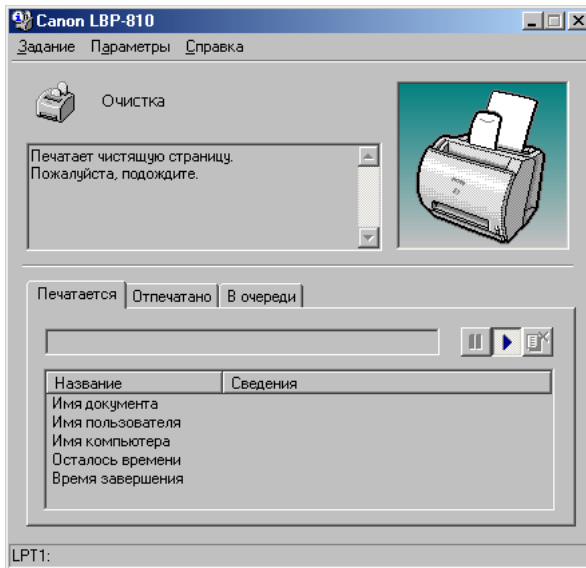 Canon LBP-810
Задание Параметры Справка
Очистка
Печатает чистящую страницу.
Пожалуйста, подождите.
Печатается Отпечатано В очереди
Название Сведения
Имя документа
Имя пользователя
Имя компьютера
Осталось времени
Время завершения
LPT1: